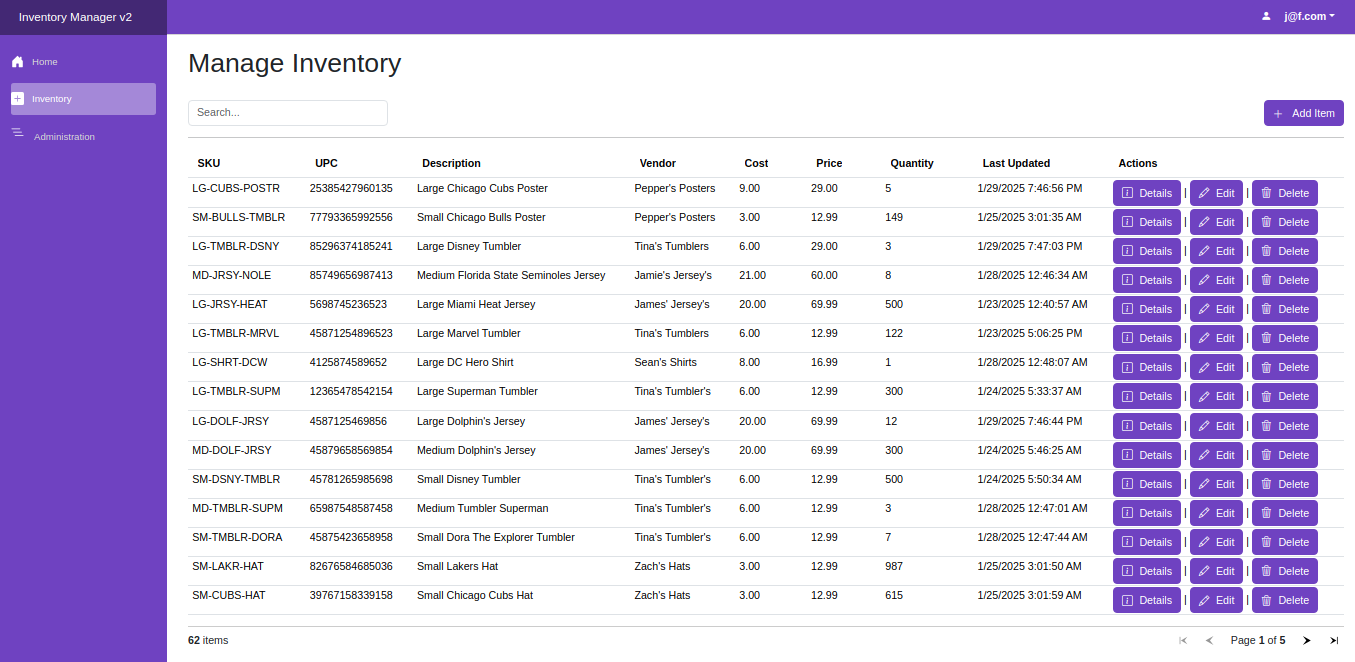 Inventory Manager v2
j@f.com
Home
Inventory
Administration
Manage Inventory
Search...
Add Item
SKU UPC Description Vendor Cost Price Quantity Last Updated Actions
LG-CUBS-POSTR 25385427960135 Large Chicago Cubs Poster Pepper's Posters 9.00 29.00 5 1/29/2025 7:46:56 PM Details | Edit | Delete
SM-BULLS-TMBLR 77793365992556 Small Chicago Bulls Poster Pepper's Posters 3.00 12.99 149 1/25/2025 3:01:35 AM Details | Edit | Delete
LG-TMBLR-DSNY 85296374185241 Large Disney Tumbler Tina's Tumblers 6.00 29.00 3 1/29/2025 7:47:03 PM Details | Edit | Delete
MD-JRSY-NOLE 85749656987413 Medium Florida State Seminoles Jersey Jamie's Jersey's 21.00 60.00 8 1/28/2025 12:46:34 AM Details | Edit | Delete
LG-JRSY-HEAT 5698745236523 Large Miami Heat Jersey James' Jersey's 20.00 69.99 500 1/23/2025 12:40:57 AM Details | Edit | Delete
LG-TMBLR-MRVL 45871254896523 Large Marvel Tumbler Tina's Tumblers 6.00 12.99 122 1/23/2025 5:06:25 PM Details | Edit | Delete
LG-SHRT-DCW 4125874589652 Large DC Hero Shirt Sean's Shirts 8.00 16.99 1 1/28/2025 12:48:07 AM Details | Edit | Delete
LG-TMBLR-SUPM 12365478542154 Large Superman Tumbler Tina's Tumbler's 6.00 12.99 300 1/24/2025 5:33:37 AM Details | Edit | Delete
LG-DOLF-JRSY 4587125469856 Large Dolphin's Jersey James' Jersey's 20.00 69.99 12 1/29/2025 7:46:44 PM Details | Edit | Delete
MD-DOLF-JRSY 45879658569854 Medium Dolphin's Jersey James' Jersey's 20.00 69.99 300 1/24/2025 5:46:25 AM Details | Edit | Delete
SM-DSNY-TMBLR 45781265985698 Small Disney Tumbler Tina's Tumbler's 6.00 12.99 500 1/24/2025 5:50:34 AM Details | Edit | Delete
MD-TMBLR-SUPM 65987548587458 Medium Tumbler Superman Tina's Tumbler's 6.00 12.99 3 1/28/2025 12:47:01 AM Details | Edit | Delete
SM-TMBLR-DORA 45875423658958 Small Dora The Explorer Tumbler Tina's Tumbler's 6.00 12.99 7 1/28/2025 12:47:44 AM Details | Edit | Delete
SM-LAKR-HAT 82676584685036 Small Lakers Hat Zach's Hats 3.00 12.99 987 1/25/2025 3:01:50 AM Details | Edit | Delete
SM-CUBS-HAT 39767158339158 Small Chicago Cubs Hat Zach's Hats 3.00 12.99 615 1/25/2025 3:01:59 AM Details | Edit | Delete
62 items
Page 1 of 5